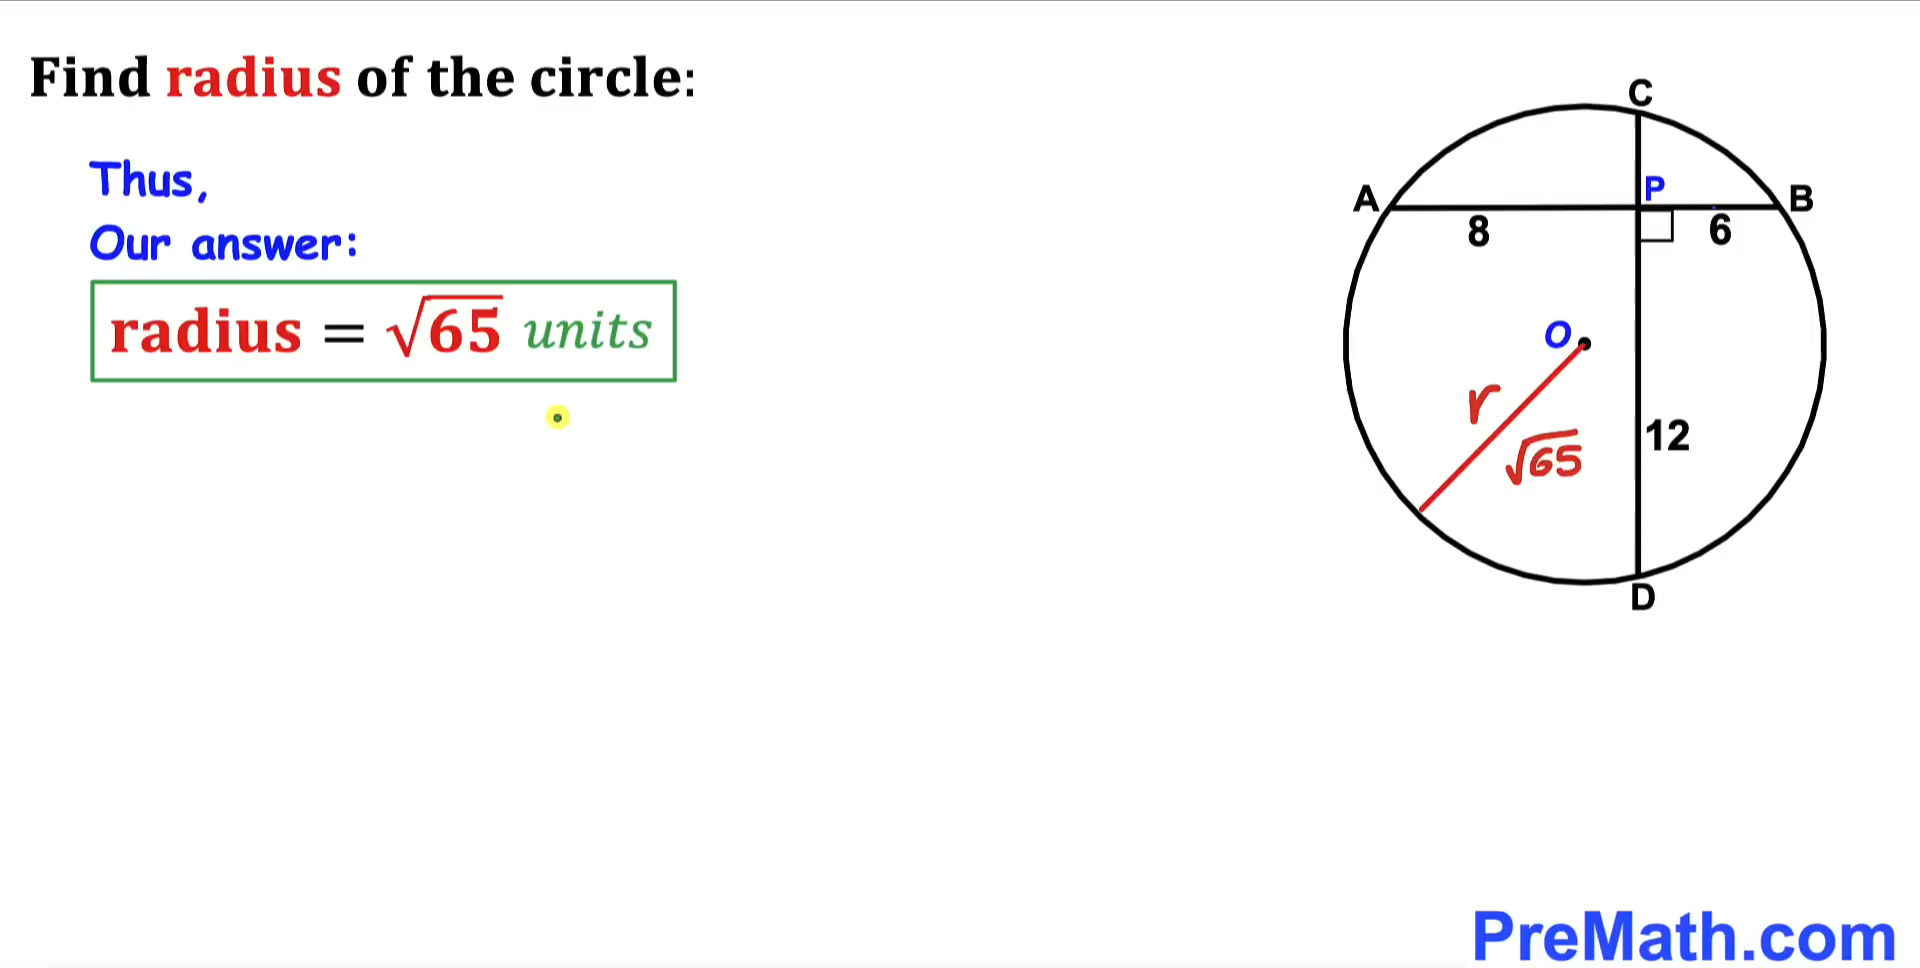 Find radius of the circle:
Thus,
Our answer:
radius = √65 units
C
A
P
B
8
6
O
r
√65
12
D
PreMath.com